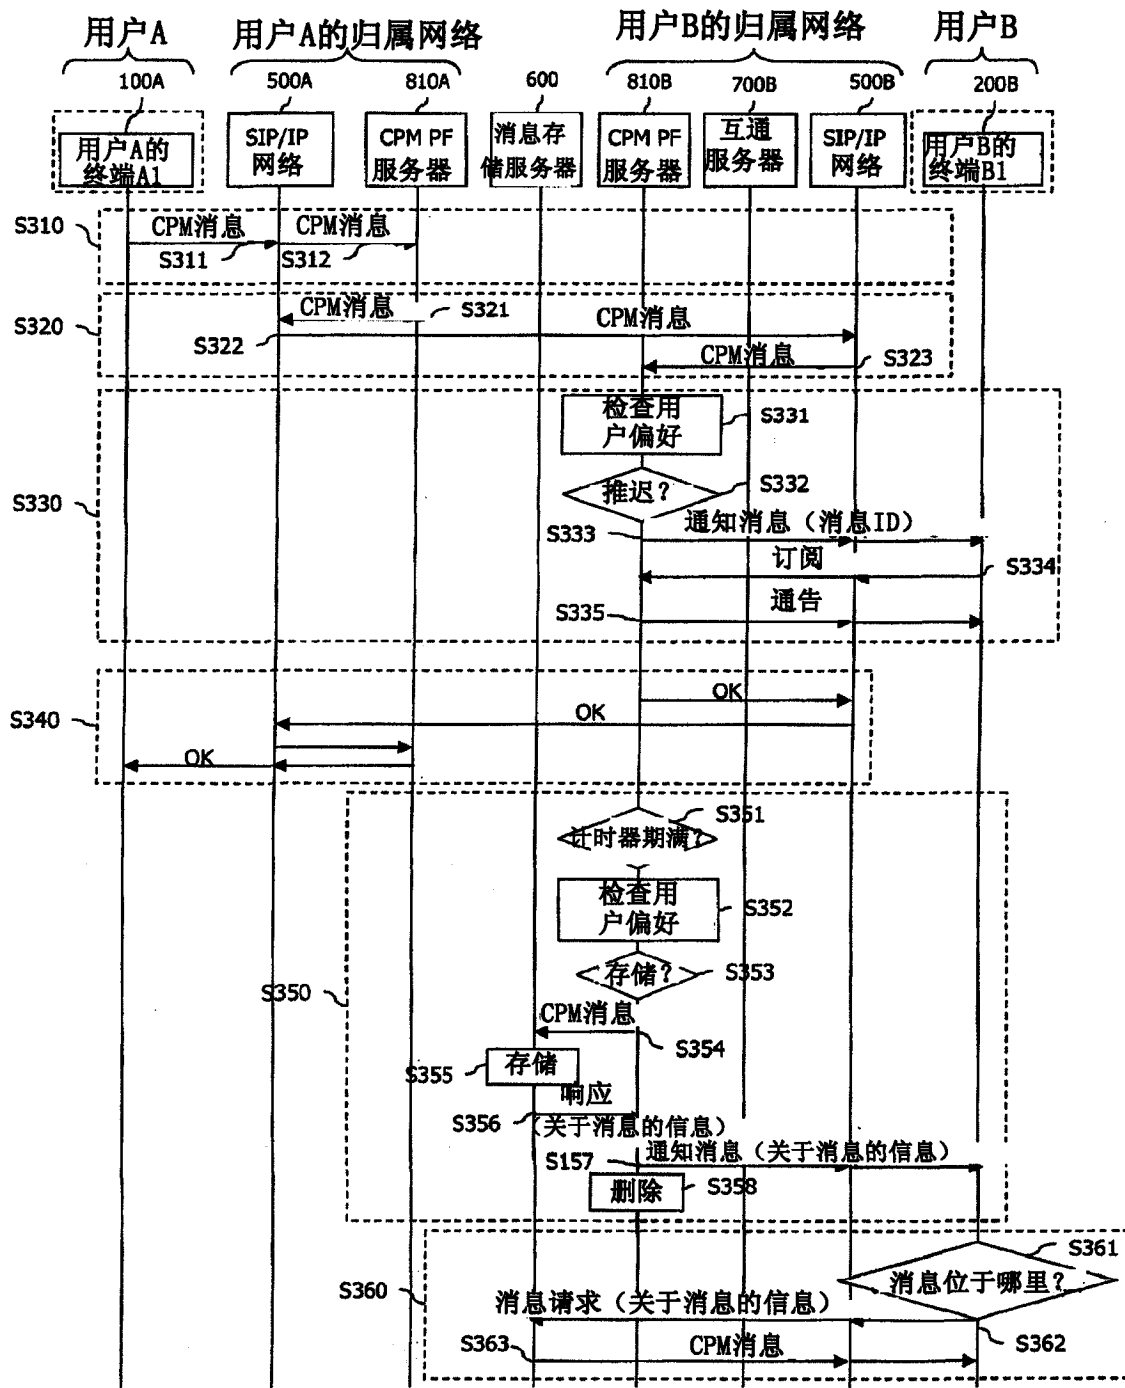 用户A
用户A的归属网络
用户B的归属网络
用户B
100A
500A
810A
600
810B
700B
500B
200B
用户A的
终端A1
SIP/IP
网络
CPM PF
服务器
消息存
储服务器
CPM PF
服务器
互通
服务器
SIP/IP
网络
用户B的
终端B1
S310
CPM消息
CPM消息
S311
S312
S320
CPM消息
S321
CPM消息
S322
CPM消息
S323
检查用
户偏好
S331
S330
推迟?
S332
通知消息（消息ID）
S333
订阅
S334
通告
S335
OK
S340
OK
OK
S351
计时器期满?
检查用
户偏好
S352
存储?
S353
S350
CPM消息
S354
存储
S355
响应
S356
(关于消息的信息)
通知消息（关于消息的信息）
S157
删除
S358
S361
消息位于哪里?
S360
消息请求（关于消息的信息）
S362
S363
CPM消息